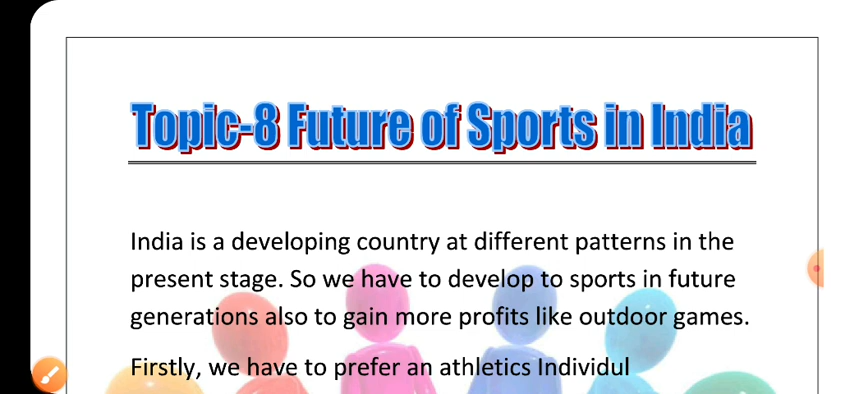 Topic-8 Future of Sports in India
India is a developing country at different patterns in the
present stage. So we have to develop to sports in future
generations also to gain more profits like outdoor games.
Firstly, we have to prefer an athletics Individul